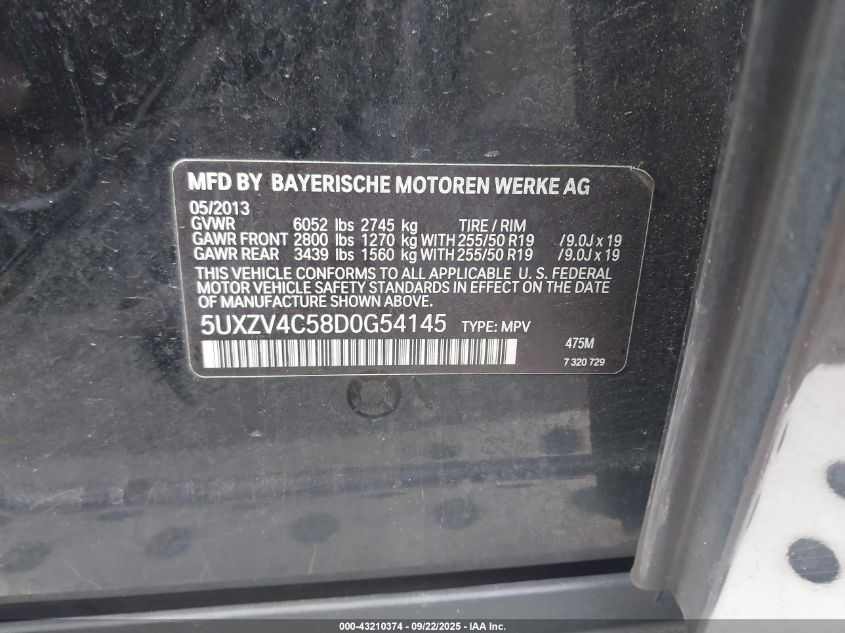 MFD BY BAYERISCHE MOTOREN WERKE AG
05/2013
GVWR 6052 lbs 2745 kg TIRE / RIM
GAWR FRONT 2800 lbs 1270 kg WITH 255/50 R19 / 9.0J x 19
GAWR REAR 3439 lbs 1560 kg WITH 255/50 R19 / 9.0J x 19
THIS VEHICLE CONFORMS TO ALL APPLICABLE U. S. FEDERAL
MOTOR VEHICLE SAFETY STANDARDS IN EFFECT ON THE DATE
OF MANUFACTURE SHOWN ABOVE.
5UXZV4C58D0G54145 TYPE: MPV
475M
7 320 729
000-43210374 - 09/22/2025 - IAA Inc.